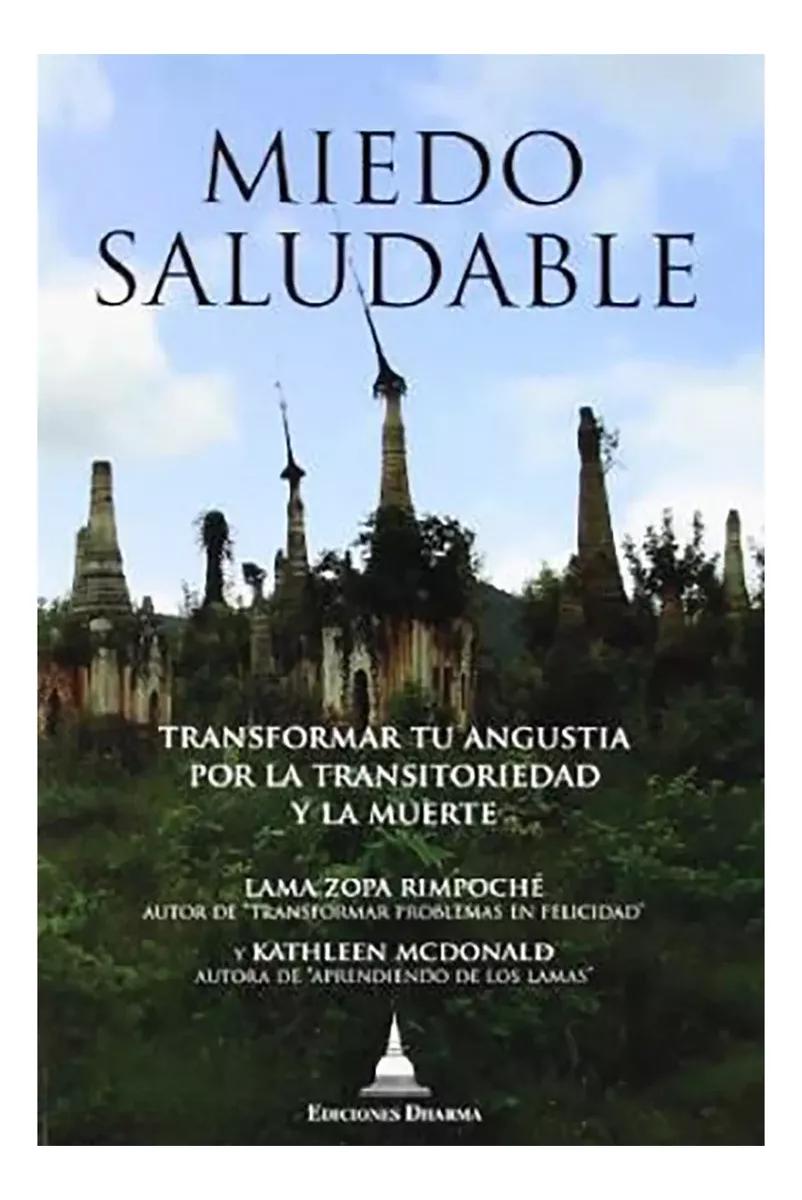 MIEDO
SALUDABLE
TRANSFORMAR TU ANGUSTIA
POR LA TRANSITORIEDAD
Y LA MUERTE
LAMA ZOPA RIMPOCHÉ
AUTOR DE "TRANSFORMAR PROBLEMAS EN FELICIDAD"
Y KATHLEEN MCDONALD
AUTORA DE "APRENDIENDO DE LOS LAMAS"
EDICIONES DHARMA